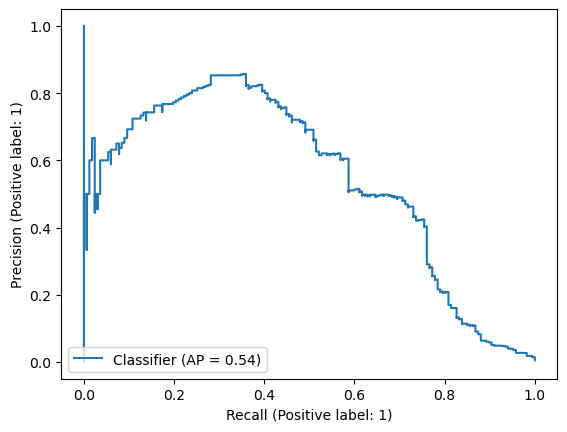 Precision (Positive label: 1)
1.0
0.8
0.6
0.4
0.2
0.0
Classifier (AP = 0.54)
0.0 0.2 0.4 0.6 0.8 1.0
Recall (Positive label: 1)